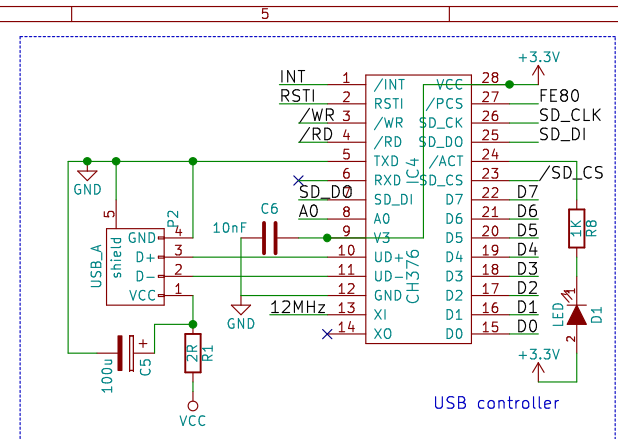 5
+3.3V
INT 1 /INT VCC 28
RSTI 2 RSTI /PCS 27 FE80
/WR 3 /WR SD_CK 26 SD_CLK
/RD 4 /RD SD_DO 25 SD_DI
5 TXD /ACT 24
6 RXD SD_CS 23 /SD_CS
SD_DO 7 SD_DI D7 22 D7
A0 8 A0 D6 21 D6
9 V3 D5 20 D5
10 UD+ D4 19 D4
11 UD- D3 18 D3
12 GND D2 17 D2
12MHz 13 XI D1 16 D1
14 XO D0 15 D0
IC4
CH376
GND
C6
10nF
GND
P2
USB_A
5
shield
GND 4
D+ 3
D- 2
VCC 1
100u
+
C5
2R
R1
VCC
1K
R8
LED
1
2
D1
+3.3V
USB controller